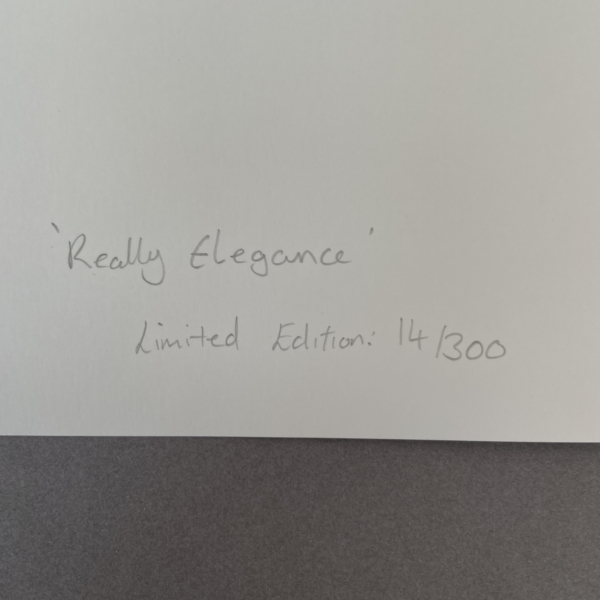 'Really Elegance'
Limited Edition: 14/300